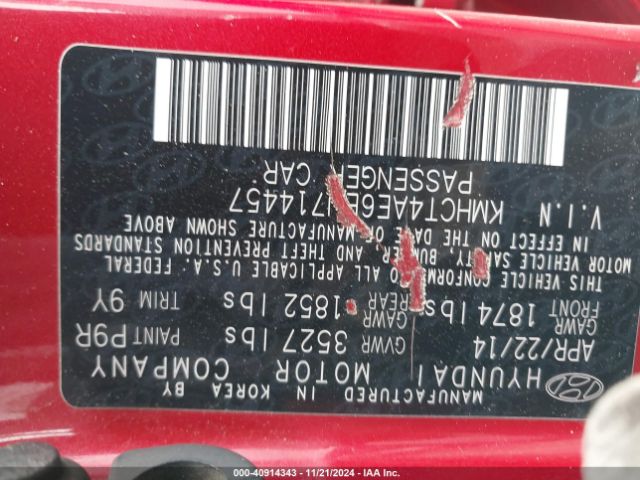 MANUFACTURED IN KOREA BY
HYUNDAI MOTOR COMPANY
APR/22/14 GVWR 3527 lbs PAINT P9R
GAWR FRONT 1874 lbs GAWR REAR 1852 lbs TRIM 9Y
THIS VEHICLE CONFORMS TO ALL APPLICABLE U.S.A. FEDERAL
MOTOR VEHICLE SAFETY, BUMPER, AND THEFT PREVENTION STANDARDS
IN EFFECT ON THE DATE OF MANUFACTURE SHOWN ABOVE
V.I.N
PASSENGER CAR
000-40914343 — 11/21/2024 — IAA Inc.